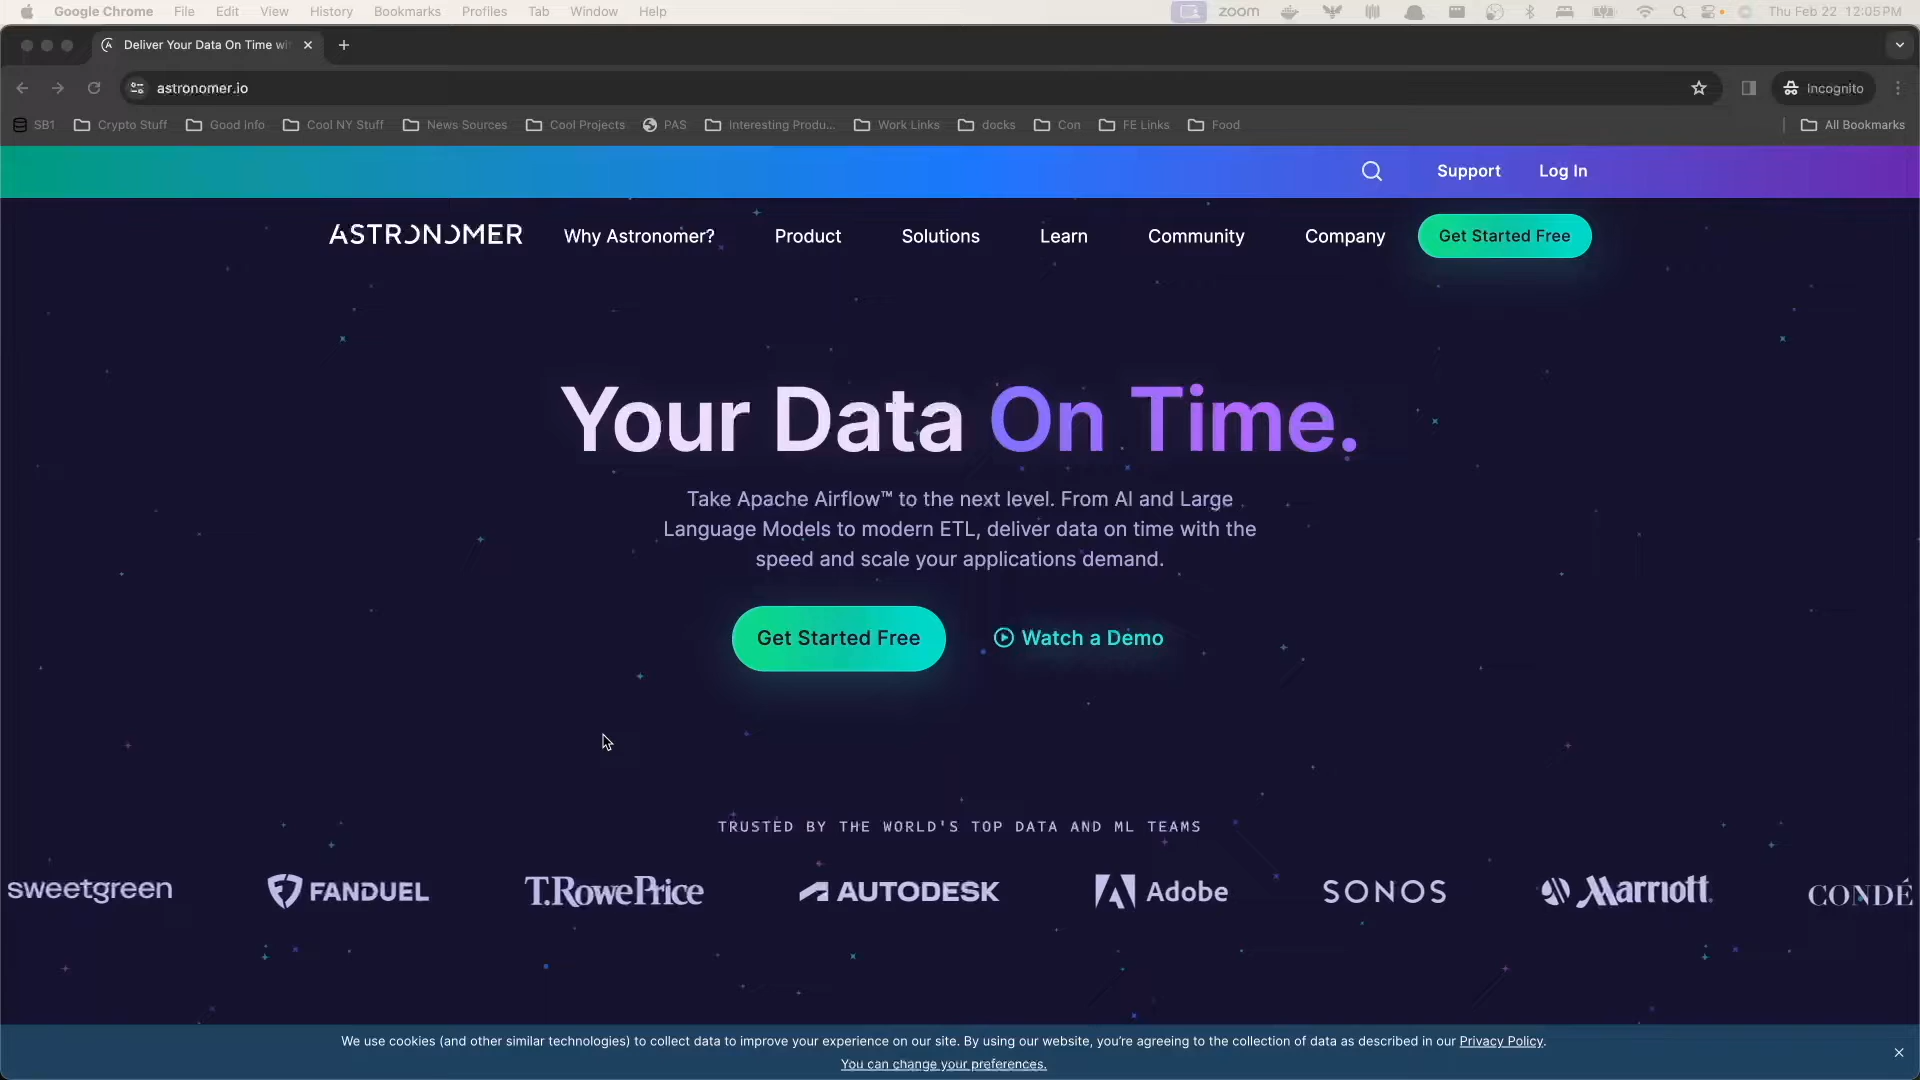 Google Chrome File Edit View History Bookmarks Profiles Tab Window Help zoom Thu Feb 22 12:05 PM
Deliver Your Data On Time wi
astronomer.io Incognito
SB1 Crypto Stuff Good Info Cool NY Stuff News Sources Cool Projects PAS Interesting Produ... Work Links docks Con FE Links Food All Bookmarks
Support Log In
ASTRONOMER Why Astronomer? Product Solutions Learn Community Company Get Started Free
Your Data On Time.
Take Apache Airflow™ to the next level. From AI and Large
Language Models to modern ETL, deliver data on time with the
speed and scale your applications demand.
Get Started Free Watch a Demo
TRUSTED BY THE WORLD'S TOP DATA AND ML TEAMS
sweetgreen FANDUEL T.RowePrice AUTODESK Adobe SONOS Marriott CONDÉ
We use cookies (and other similar technologies) to collect data to improve your experience on our site. By using our website, you're agreeing to the collection of data as described in our Privacy Policy.
You can change your preferences.